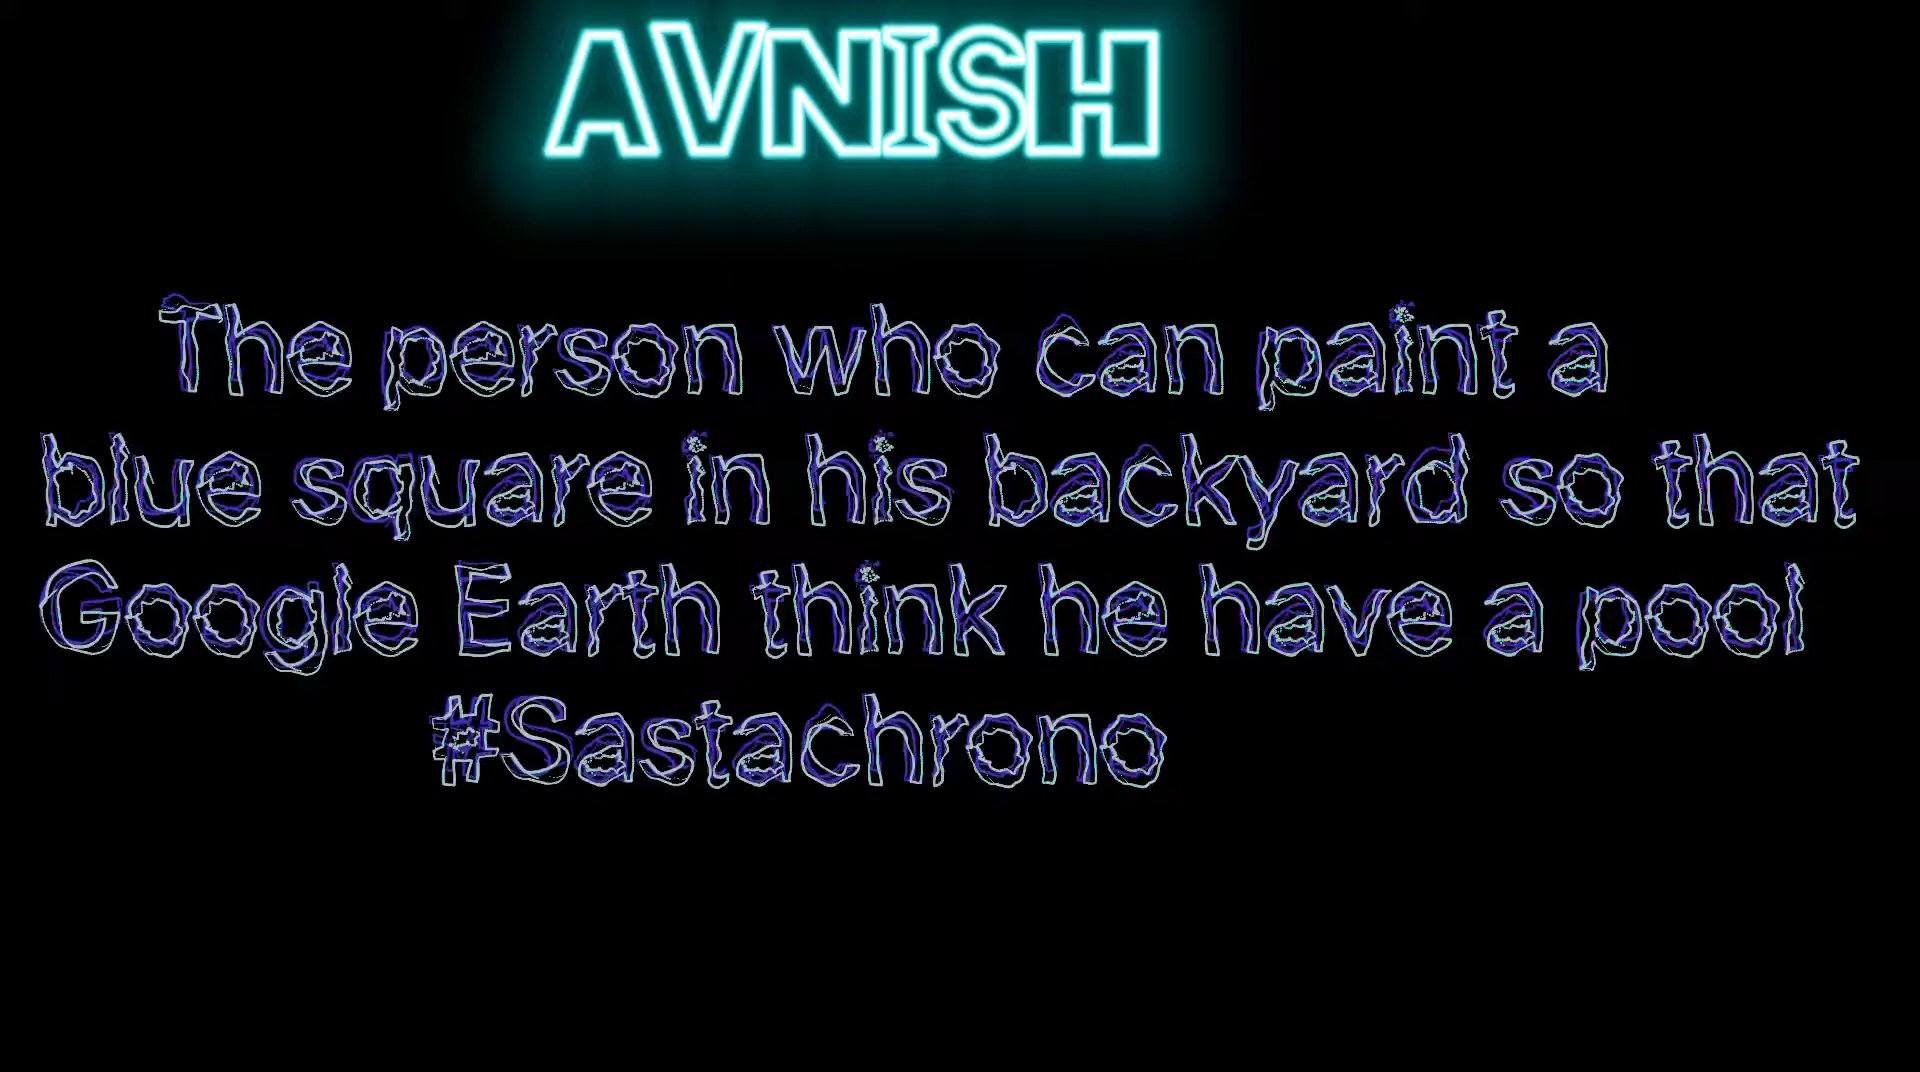 AVNISH
The person who can paint a
blue square in his backyard so that
Google Earth think he have a pool
#Sastachrono